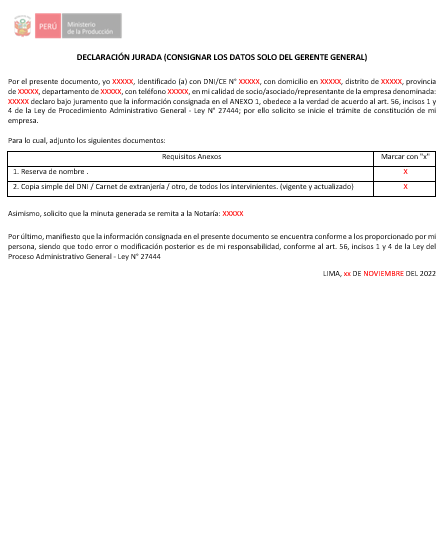 PERÚ
Ministerio
de la Producción
DECLARACIÓN JURADA (CONSIGNAR LOS DATOS SOLO DEL GERENTE GENERAL)
Por el presente documento, yo XXXXX, Identificado (a) con DNI/CE N° XXXXX, con domicilio en XXXXX, distrito de XXXXX, provincia
de XXXXX, departamento de XXXXX, con teléfono XXXXX, en mi calidad de socio/asociado/representante de la empresa denominada:
XXXXX declaro bajo juramento que la información consignada en el ANEXO 1, obedece a la verdad de acuerdo al art. 56, incisos 1 y
4 de la Ley de Procedimiento Administrativo General - Ley N° 27444; por ello solicito se inicie el trámite de constitución de mi
empresa.
Para lo cual, adjunto los siguientes documentos:
Requisitos Anexos Marcar con "x"
1. Reserva de nombre . X
2. Copia simple del DNI / Carnet de extranjería / otro, de todos los intervinientes. (vigente y actualizado) X
Asimismo, solicito que la minuta generada se remita a la Notaría: XXXXX
Por último, manifiesto que la información consignada en el presente documento se encuentra conforme a los proporcionado por mi
persona, siendo que todo error o modificación posterior es de mi responsabilidad, conforme al art. 56, incisos 1 y 4 de la Ley del
Proceso Administrativo General - Ley N° 27444
LIMA, xx DE NOVIEMBRE DEL 2022